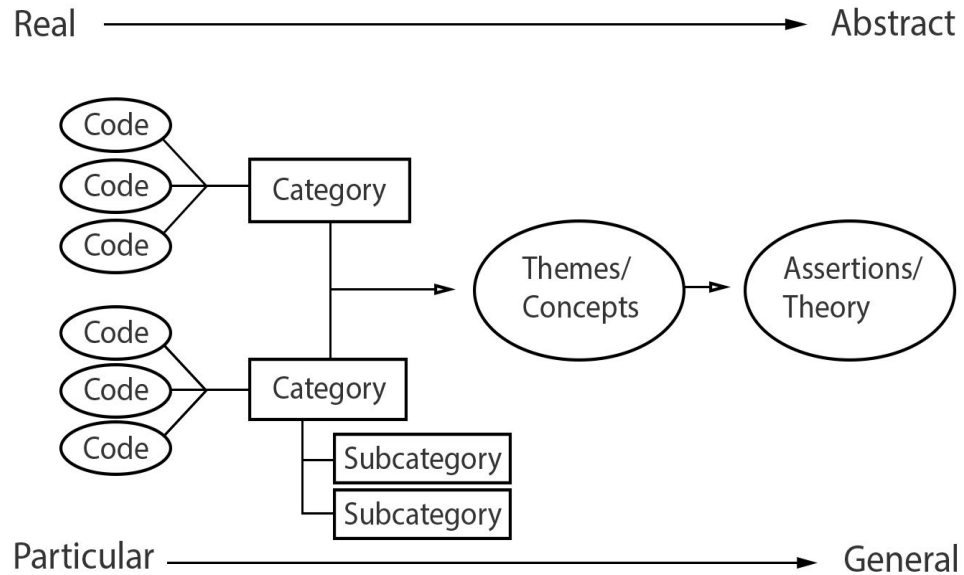 Real
Abstract
Code
Code
Code
Category
Themes/
Concepts
Assertions/
Theory
Code
Code
Code
Category
Subcategory
Subcategory
Particular
General